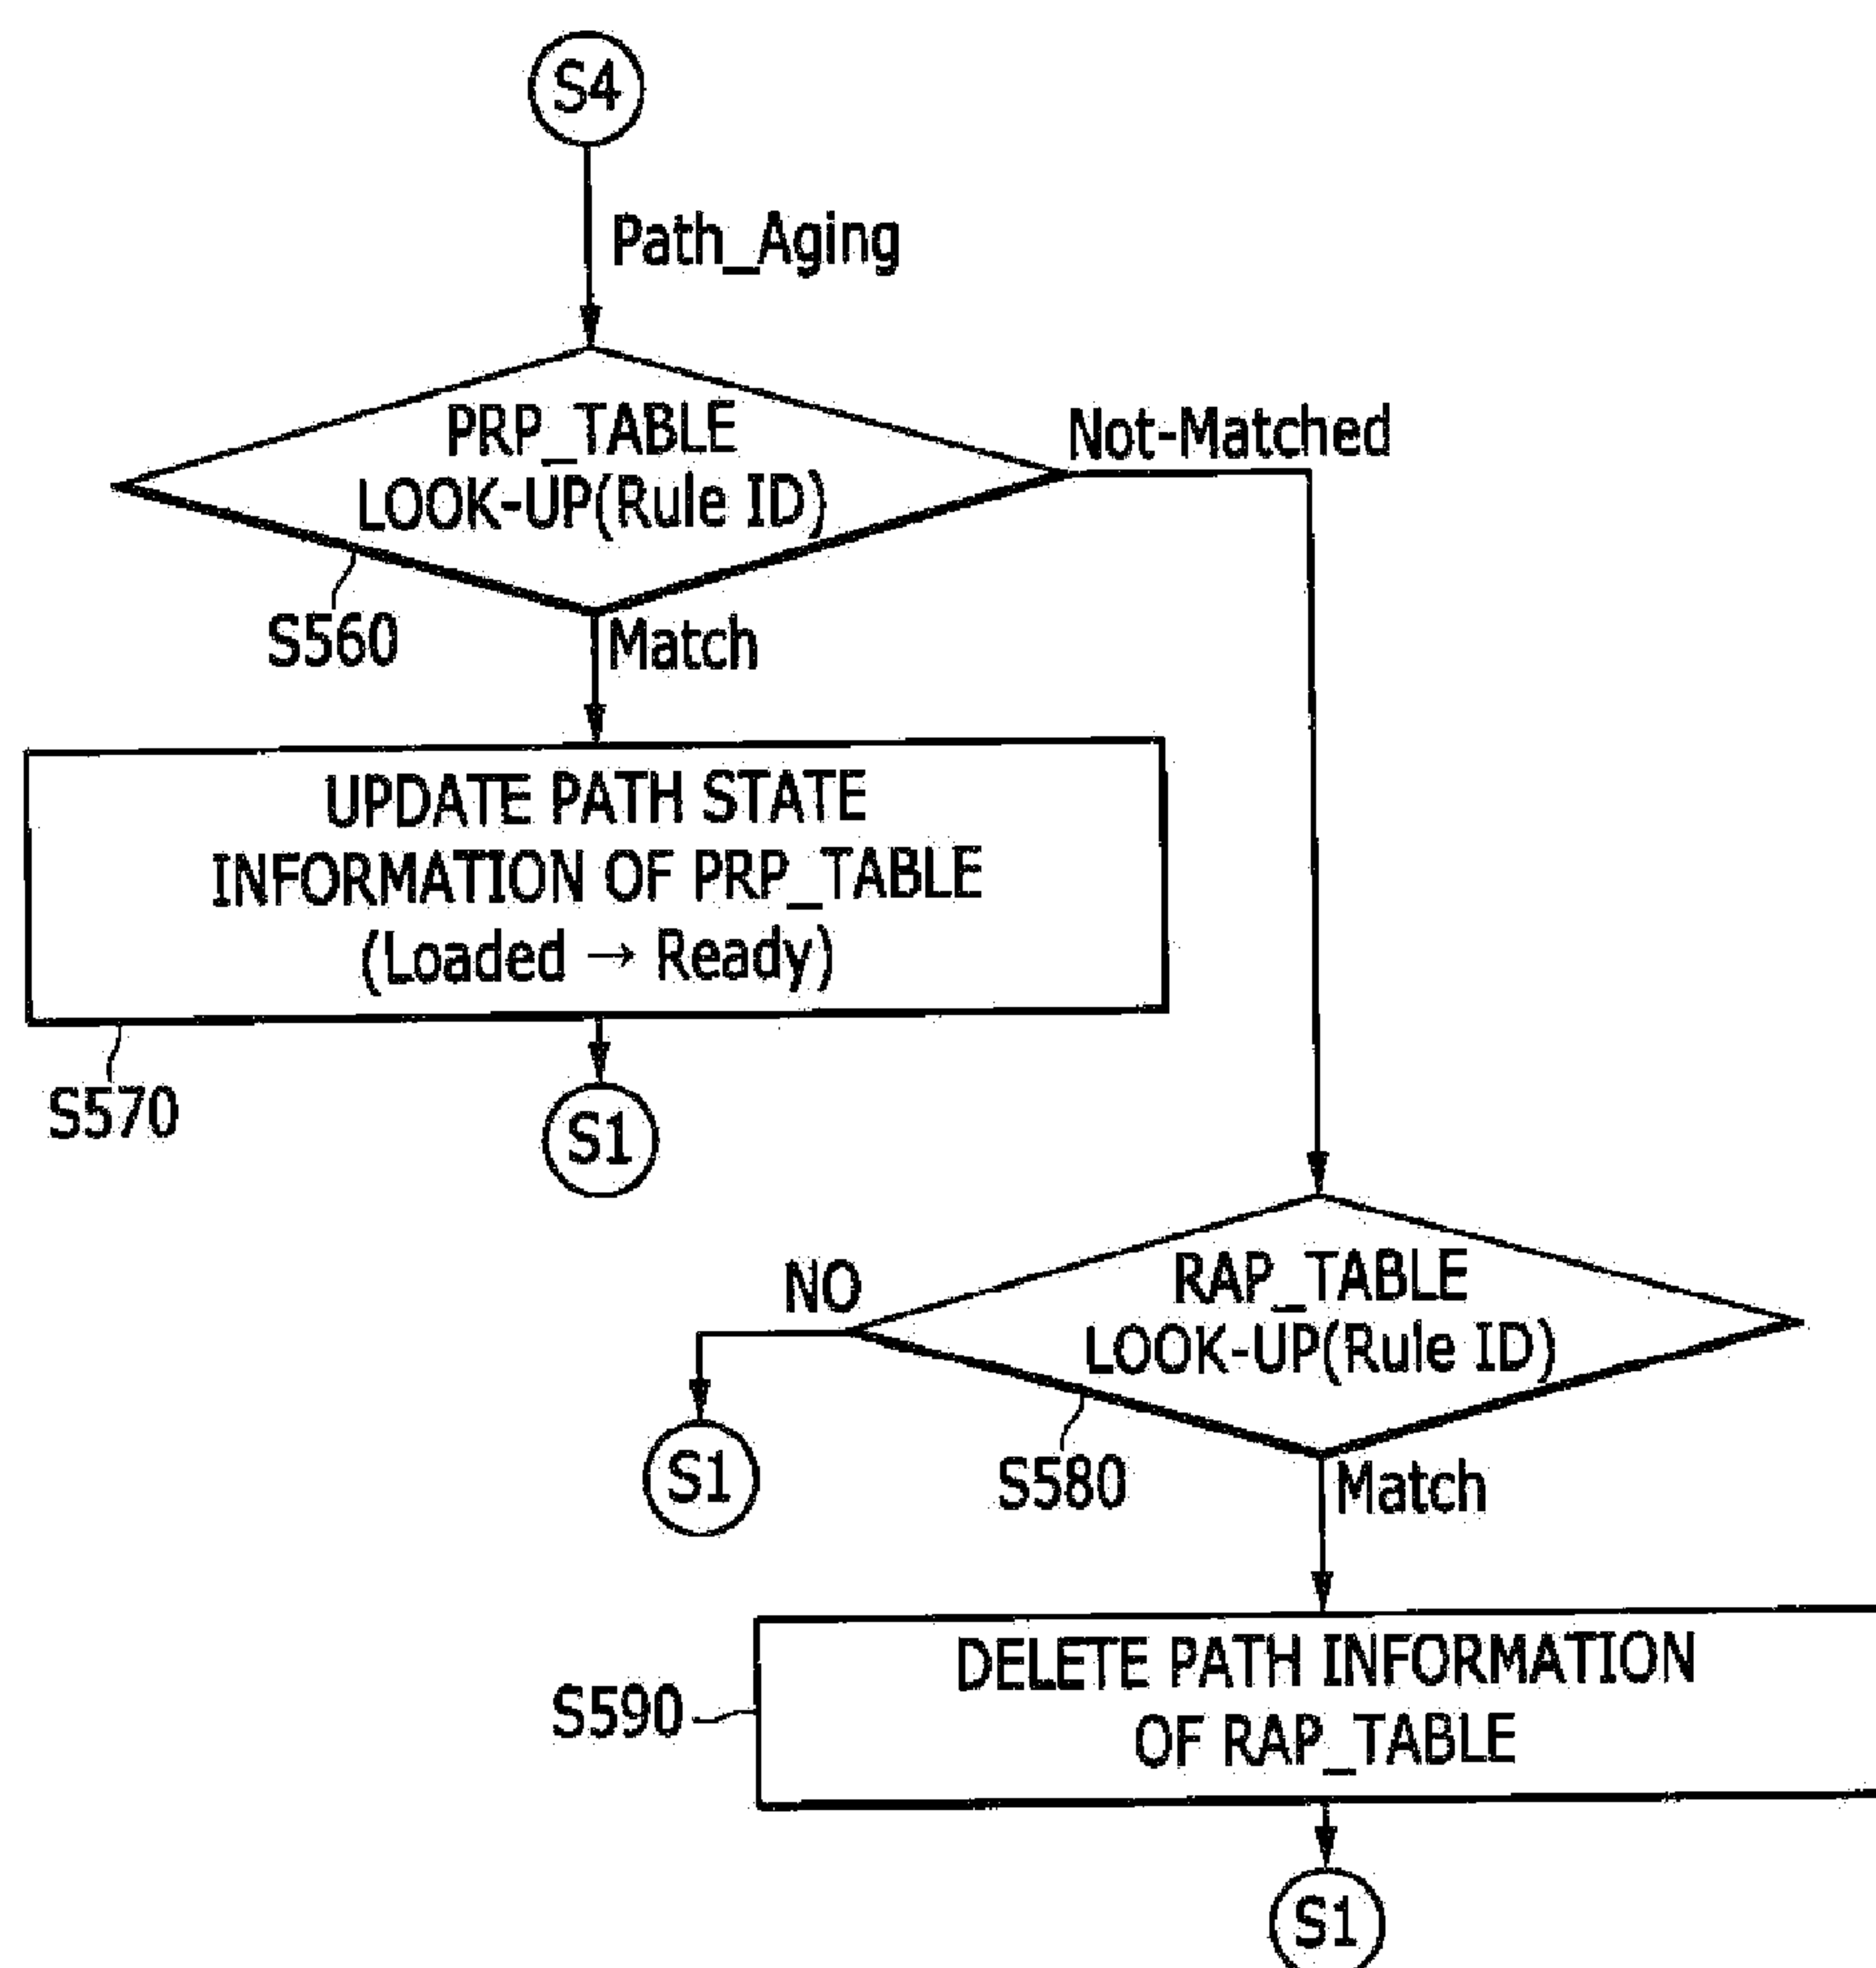 S4
Path_Aging
PRP_TABLE
LOOK-UP(Rule ID)
Not-Matched
S560
Match
UPDATE PATH STATE
INFORMATION OF PRP_TABLE
(Loaded → Ready)
S570
S1
RAP_TABLE
LOOK-UP(Rule ID)
NO
S1
S580
Match
DELETE PATH INFORMATION
OF RAP_TABLE
S590
S1